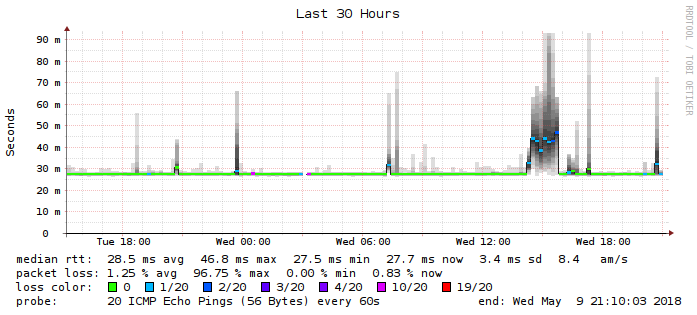 Last 30 Hours
RRDTOOL / TOBI OETIKER
Seconds
90 m
80 m
70 m
60 m
50 m
40 m
30 m
20 m
10 m
0
Tue 18:00 Wed 00:00 Wed 06:00 Wed 12:00 Wed 18:00
median rtt: 28.5 ms avg 46.8 ms max 27.5 ms min 27.7 ms now 3.4 ms sd 8.4 am/s
packet loss: 1.25 % avg 96.75 % max 0.00 % min 0.83 % now
loss color: 0 1/20 2/20 3/20 4/20 10/20 19/20
probe: 20 ICMP Echo Pings (56 Bytes) every 60s end: Wed May 9 21:10:03 2018